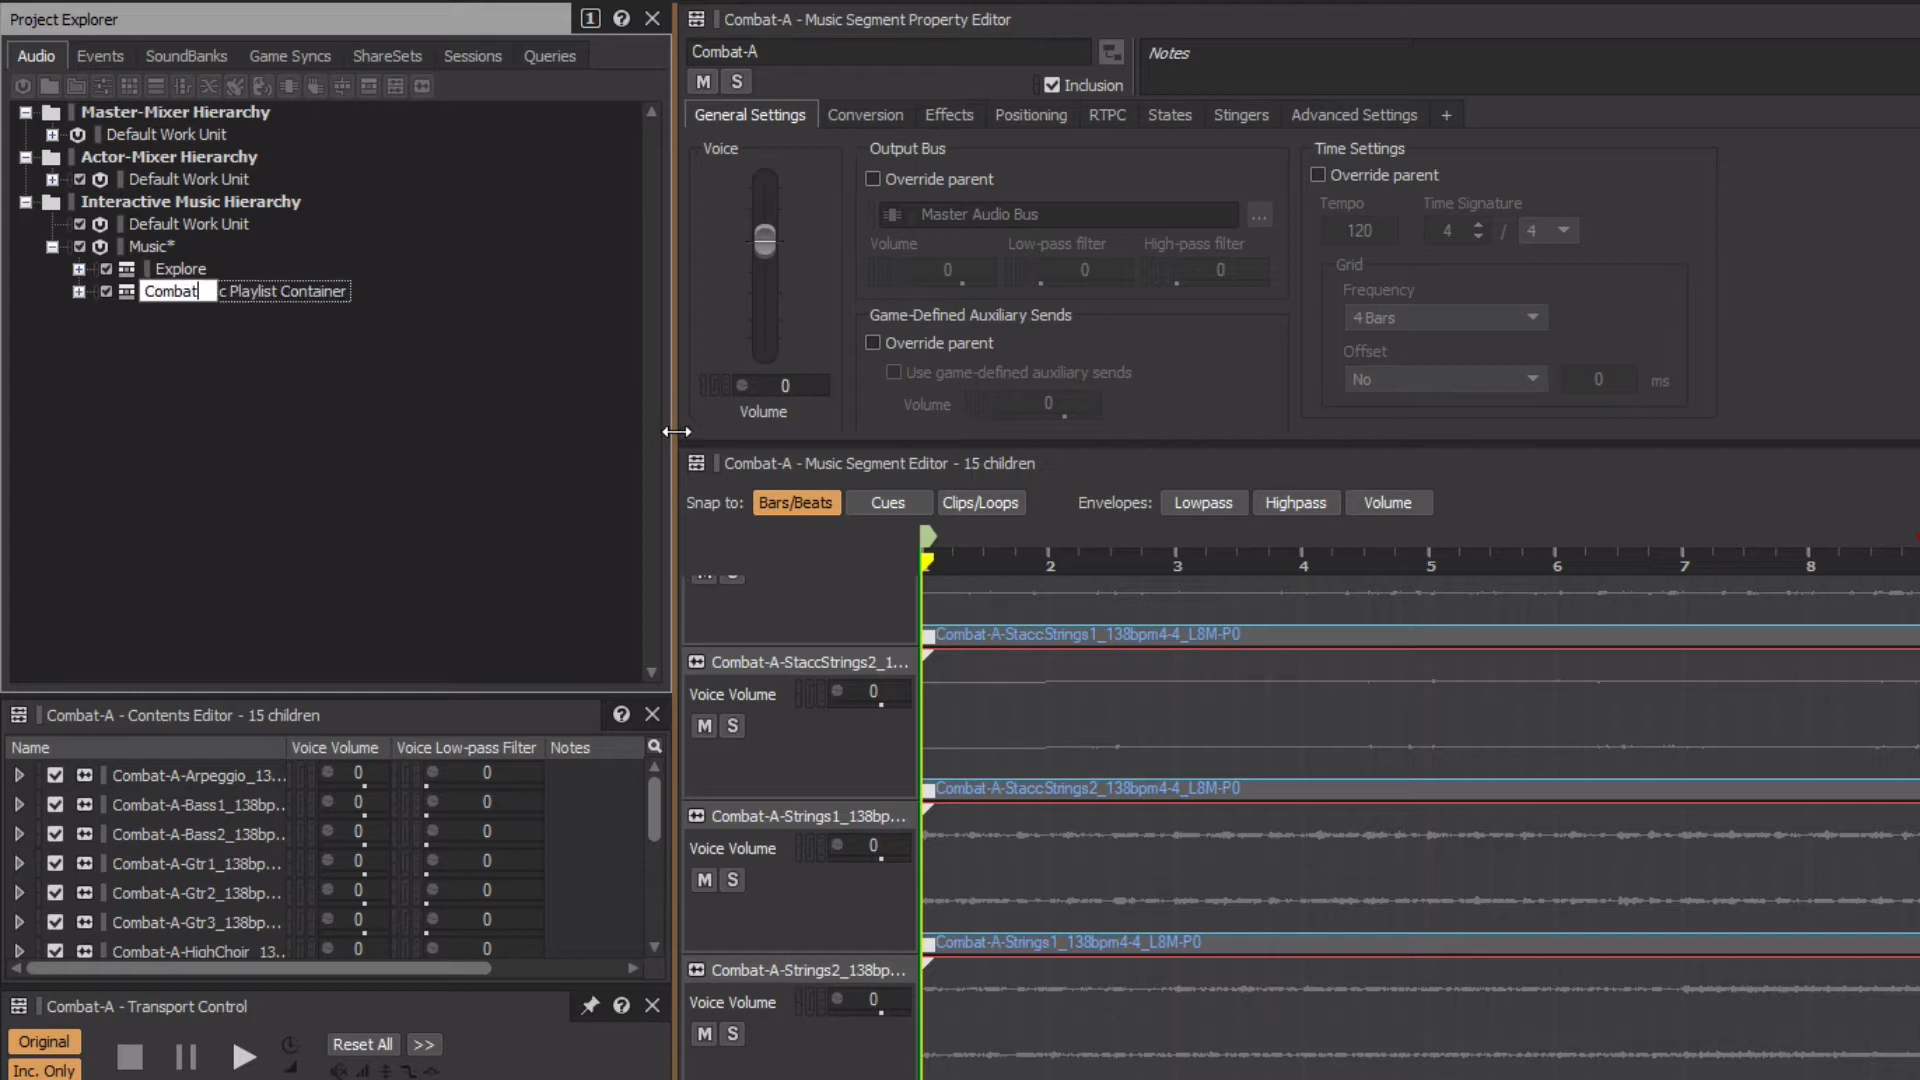 Project Explorer
1
Audio Events SoundBanks Game Syncs ShareSets Sessions Queries
Master-Mixer Hierarchy
Default Work Unit
Actor-Mixer Hierarchy
Default Work Unit
Interactive Music Hierarchy
Default Work Unit
Music*
Explore
Combat c Playlist Container
Combat-A - Contents Editor - 15 children
Name Voice Volume Voice Low-pass Filter Notes
Combat-A-Arpeggio_13... 0 0
Combat-A-Bass1_138bp... 0 0
Combat-A-Bass2_138bp... 0 0
Combat-A-Gtr1_138bp... 0 0
Combat-A-Gtr2_138bp... 0 0
Combat-A-Gtr3_138bp... 0 0
Combat-A-HighChoir_13... 0 0
Combat-A - Transport Control
Original
Inc. Only
Reset All >>
Combat-A - Music Segment Property Editor
Combat-A
Notes
M S
Inclusion
General Settings Conversion Effects Positioning RTPC States Stingers Advanced Settings +
Voice
0
Volume
Output Bus
Override parent
Master Audio Bus ...
Volume Low-pass filter High-pass filter
0 0 0
Game-Defined Auxiliary Sends
Override parent
Use game-defined auxiliary sends
Volume 0
Time Settings
Override parent
Tempo Time Signature
120 4 / 4
Grid
Frequency
4 Bars
Offset
No 0 ms
Combat-A - Music Segment Editor - 15 children
Snap to: Bars/Beats Cues Clips/Loops Envelopes: Lowpass Highpass Volume
2 3 4 5 6 7 8
M S
Combat-A-StaccStrings1_138bpm4-4_L8M-P0
Combat-A-StaccStrings2_1...
Voice Volume 0
M S
Combat-A-StaccStrings2_138bpm4-4_L8M-P0
Combat-A-Strings1_138bp...
Voice Volume 0
M S
Combat-A-Strings1_138bpm4-4_L8M-P0
Combat-A-Strings2_138bp...
Voice Volume 0
M S